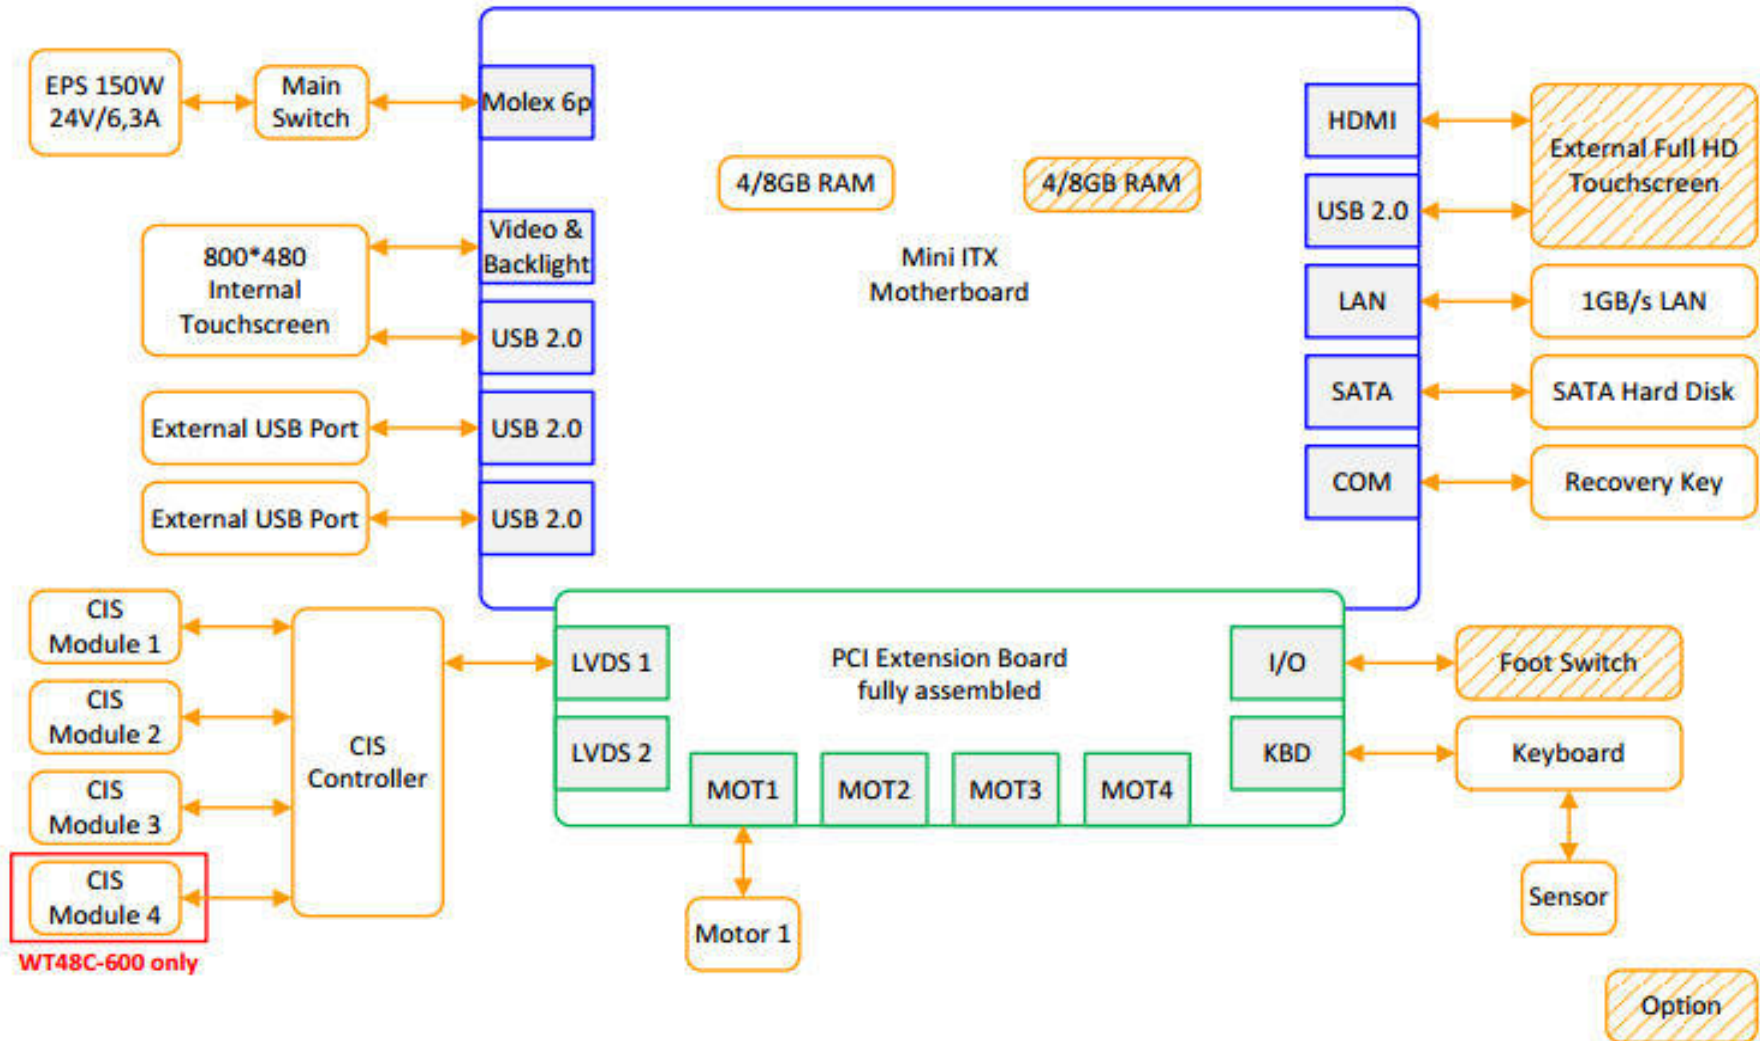 EPS 150W
24V/6,3A
Main
Switch
Molex 6p
4/8GB RAM
4/8GB RAM
HDMI
External Full HD
Touchscreen
USB 2.0
800*480
Internal
Touchscreen
Video &
Backlight
USB 2.0
Mini ITX
Motherboard
LAN
1GB/s LAN
SATA
SATA Hard Disk
External USB Port
USB 2.0
COM
Recovery Key
External USB Port
USB 2.0
CIS
Module 1
CIS
Module 2
CIS
Module 3
CIS
Module 4
WT48C-600 only
CIS
Controller
LVDS 1
LVDS 2
PCI Extension Board
fully assembled
I/O
Foot Switch
KBD
Keyboard
MOT1
MOT2
MOT3
MOT4
Motor 1
Sensor
Option